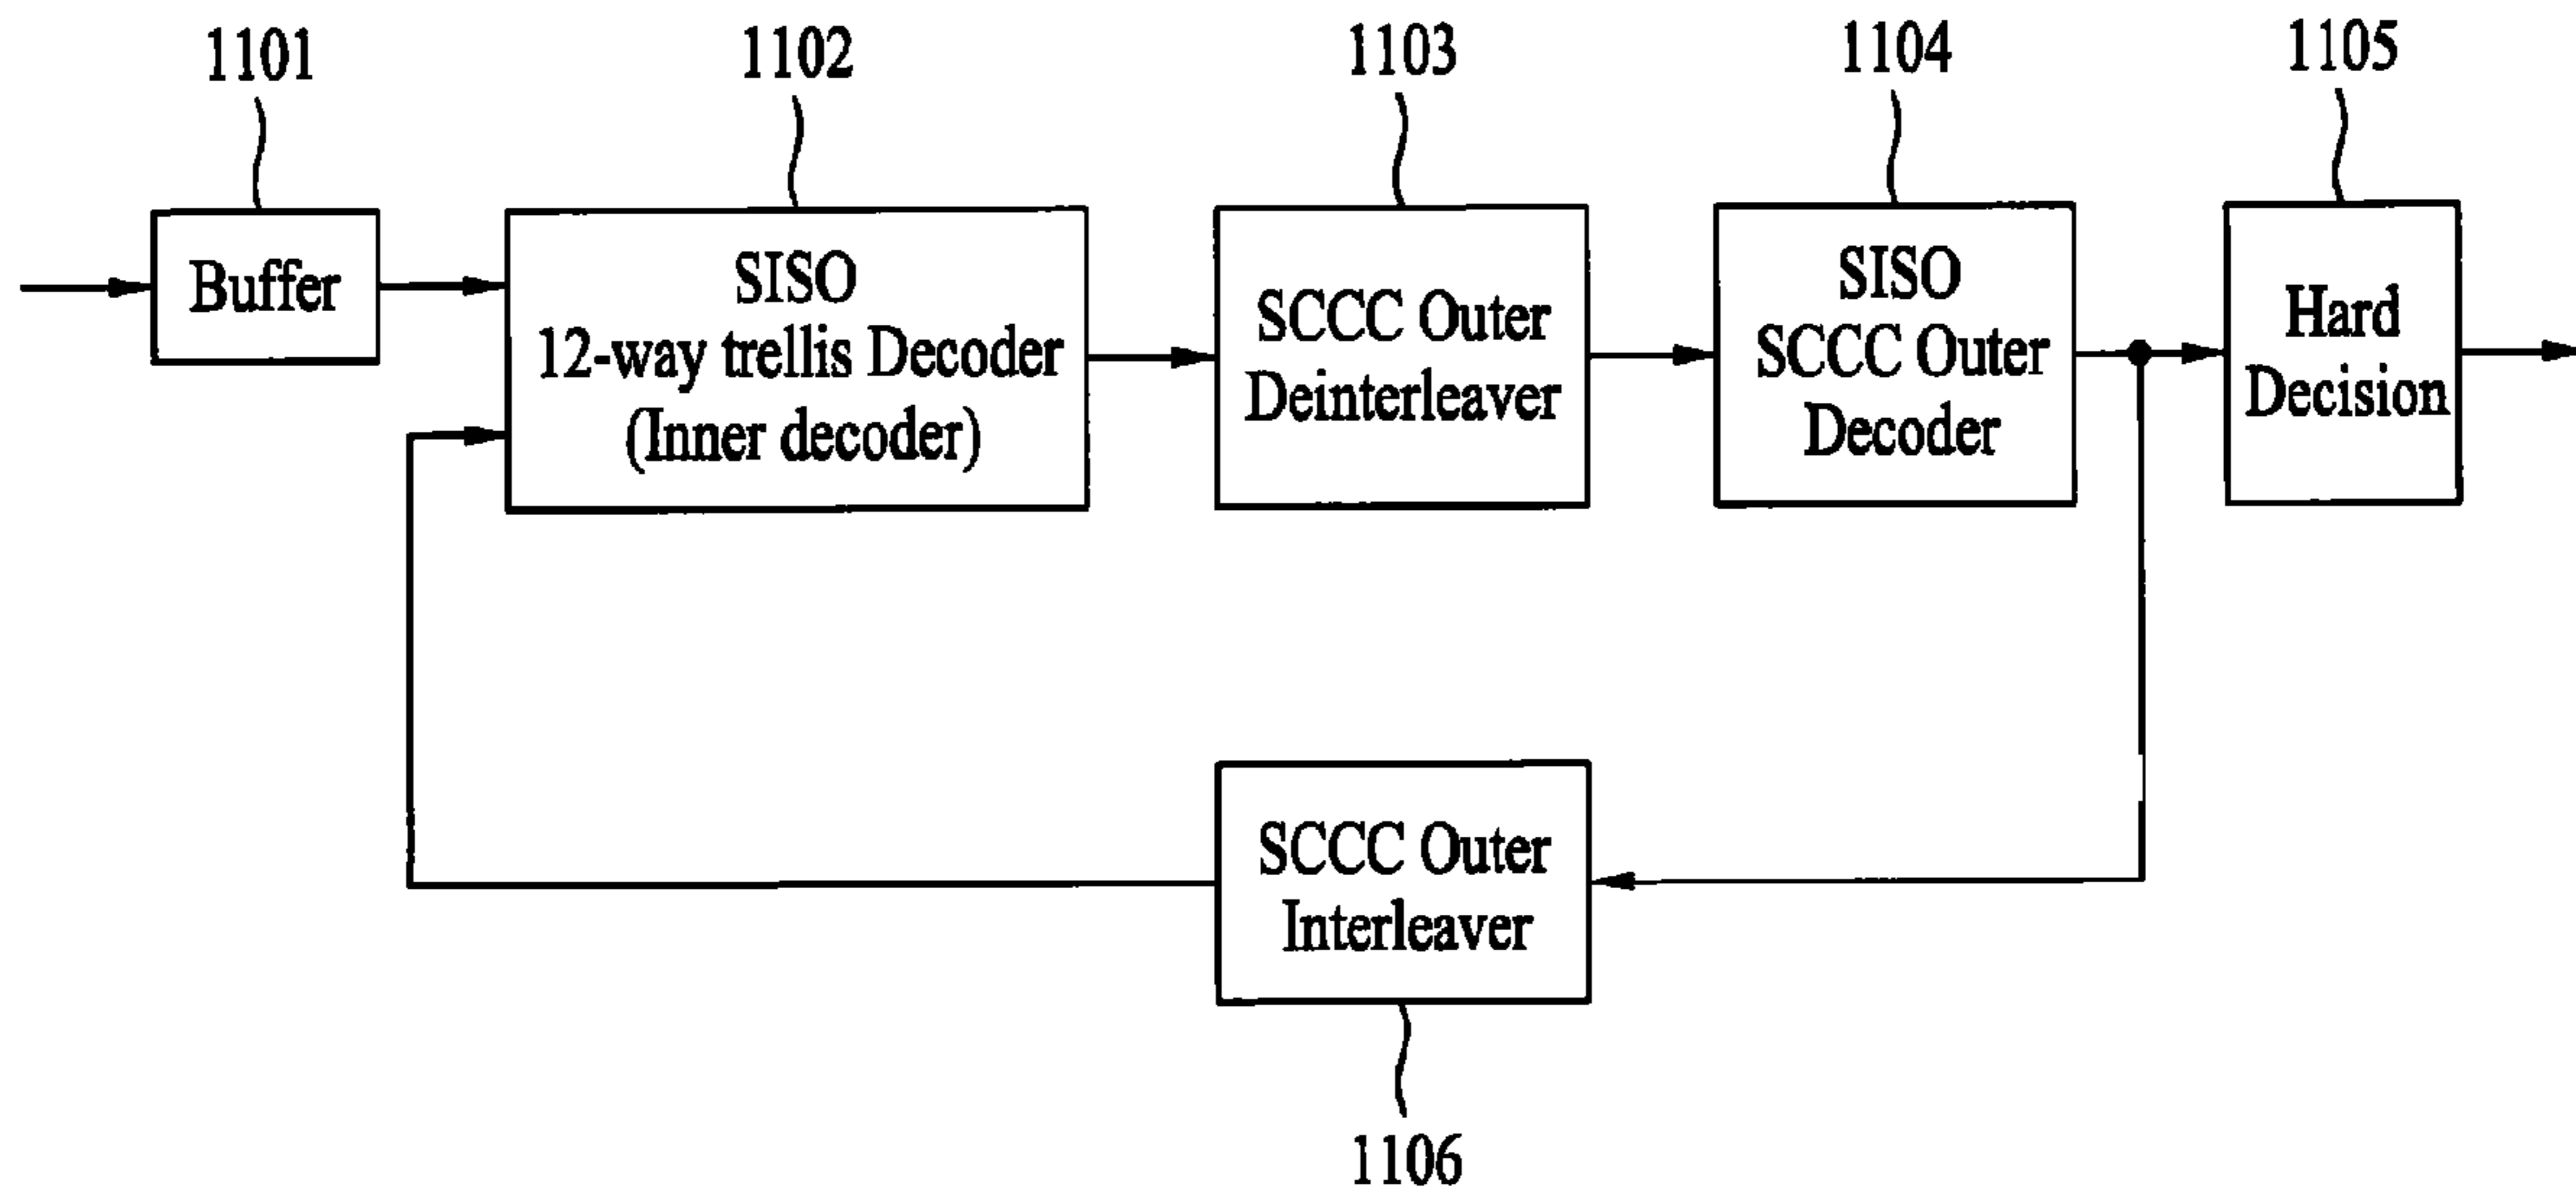 1101
1102
1103
1104
1105
Buffer
SISO
12-way trellis Decoder
(Inner decoder)
SCCC Outer
Deinterleaver
SISO
SCCC Outer
Decoder
Hard
Decision
SCCC Outer
Interleaver
1106